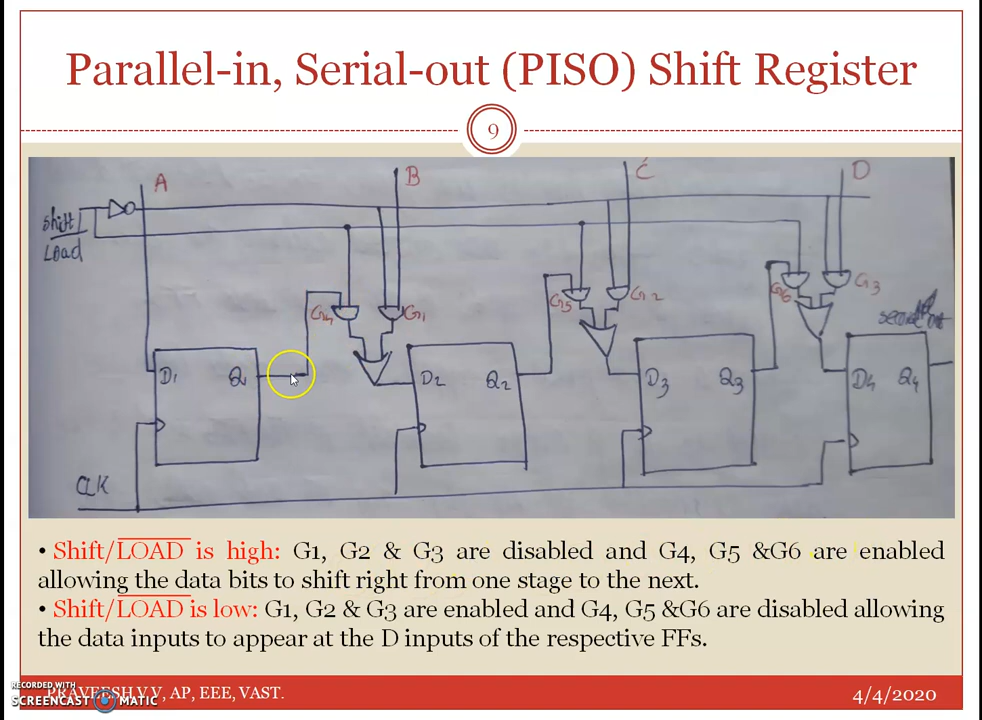 Parallel-in, Serial-out (PISO) Shift Register
9
A B C D
Shift/
Load
G4 G1 G5 G2 G6 G3
out
D1 Q1 D2 Q2 D3 Q3 D4 Q4
CLK
• Shift/LOAD is high: G1, G2 & G3 are disabled and G4, G5 &G6 are enabled
allowing the data bits to shift right from one stage to the next.
• Shift/LOAD is low: G1, G2 & G3 are enabled and G4, G5 &G6 are disabled allowing
the data inputs to appear at the D inputs of the respective FFs.
RECORDED WITH
SCREENCAST MATIC
PRAVEESH.V.V, AP, EEE, VAST.
4/4/2020